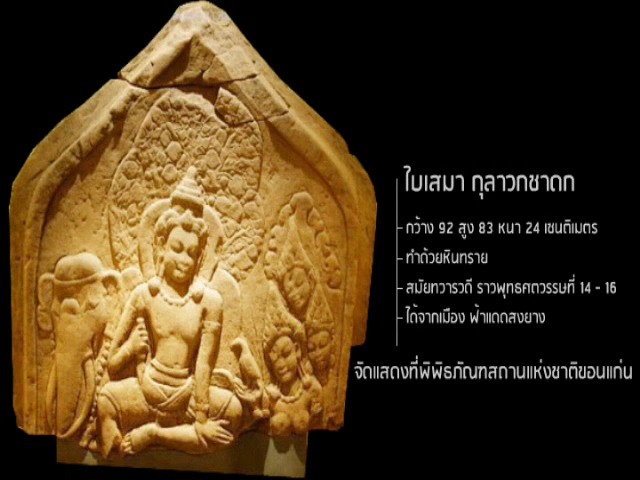 ใบเสมา กุลาวกชาดก
- กว้าง 92 สูง 83 หนา 24 เซนติเมตร
- ทำด้วยหินทราย
- สมัยทวารวดี ราวพุทธศตวรรษที่ 14 - 16
- ได้จากเมือง ฟ้าแดดสงยาง
จัดแสดงที่พิพิธภัณฑสถานแห่งชาติขอนแก่น